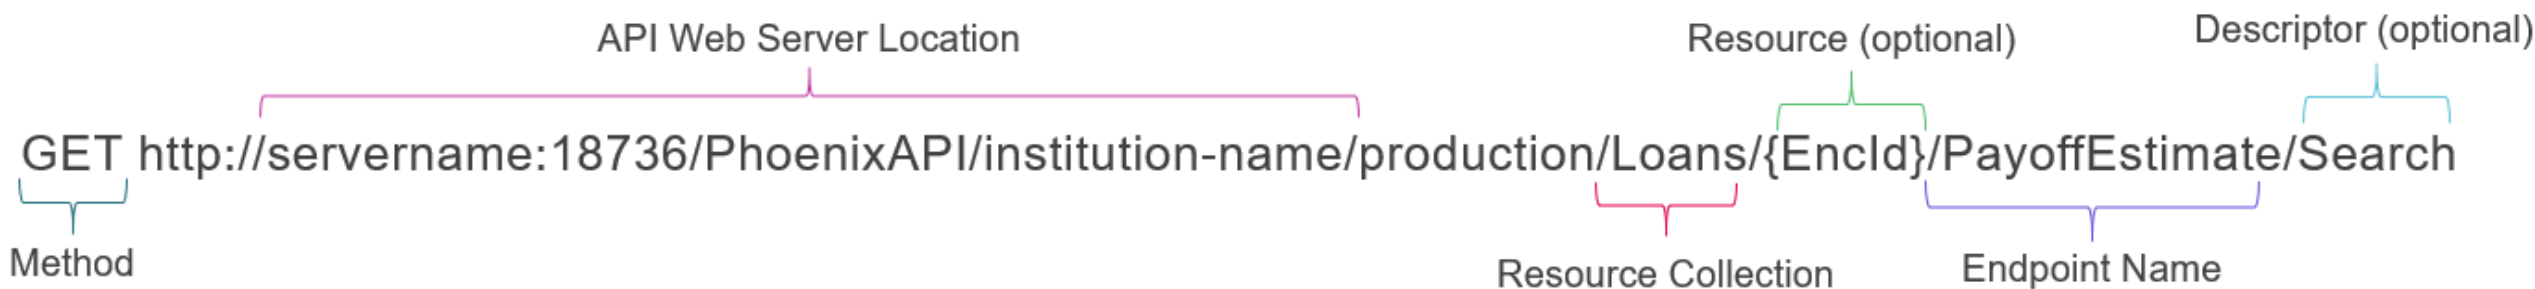 API Web Server Location
Resource (optional)
Descriptor (optional)
GET http://servername:18736/PhoenixAPI/institution-name/production/Loans/{EncId}/PayoffEstimate/Search
Method
Resource Collection
Endpoint Name